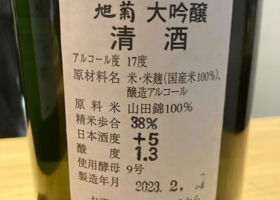 旭菊 大吟醸
清 酒
アルコール度 17度
原材料名 米・米麹(国産米100%)、
醸造アルコール
原 料 米 山田錦100%
精米歩合 38%
日本酒度 +5
酸 度 1.3
使用酵母 9号
製造年月 2023. 2.